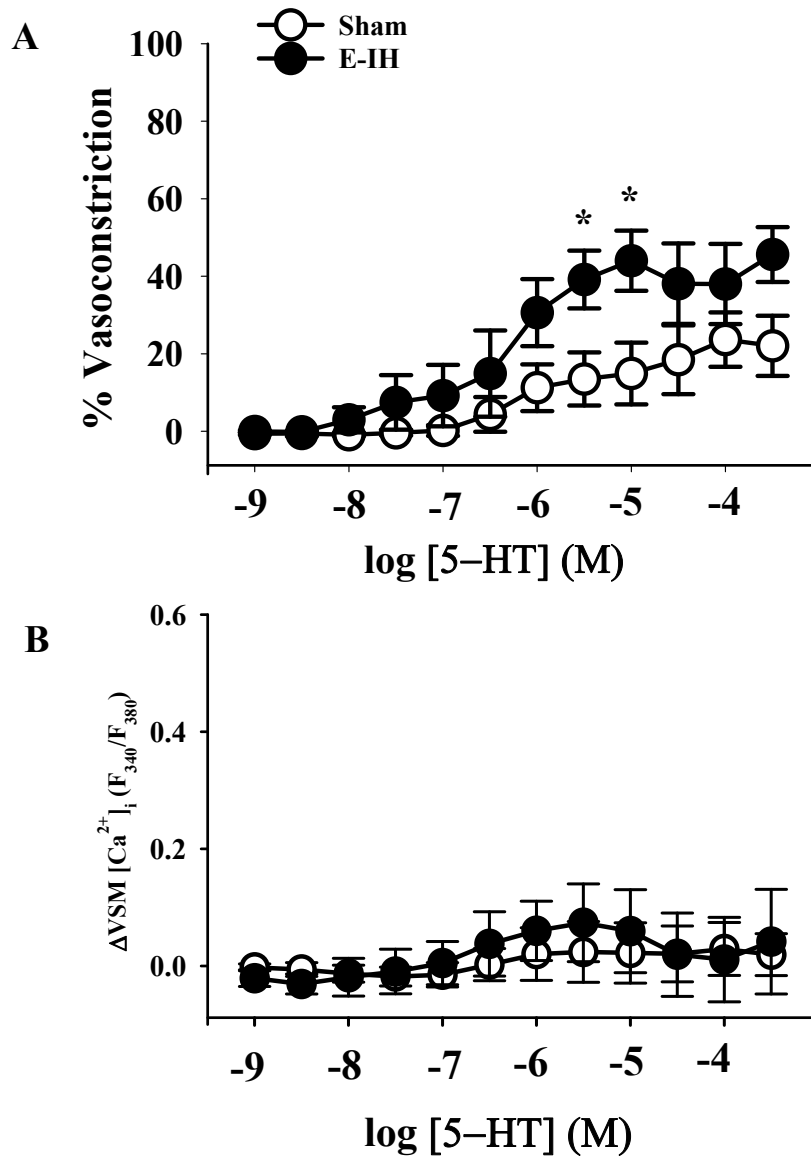 A
Sham
E-IH
100
80
60
40
20
0
% Vasoconstriction
* *
-9 -8 -7 -6 -5 -4
log [5−HT] (M)
B
0.6
0.4
0.2
0.0
ΔVSM [Ca²⁺]ᵢ (F₃₄₀/F₃₈₀)
-9 -8 -7 -6 -5 -4
log [5−HT] (M)